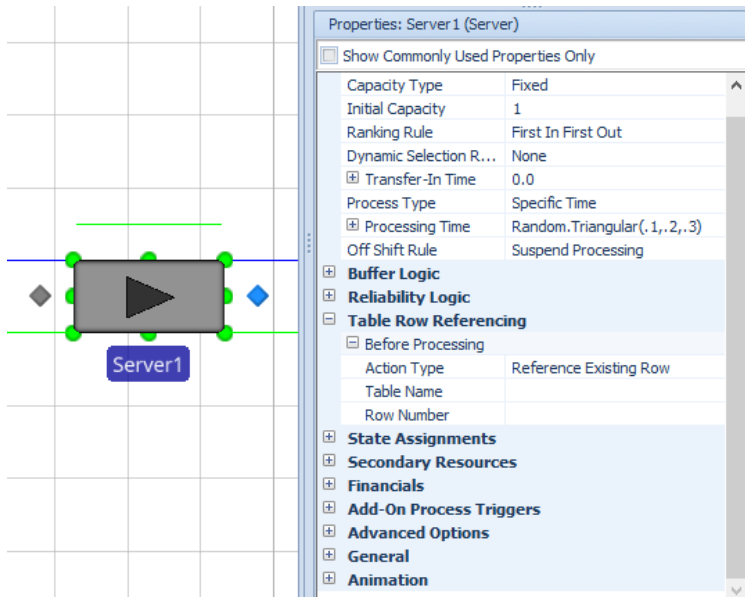 Properties: Server1 (Server)
Show Commonly Used Properties Only
Capacity Type Fixed
Initial Capacity 1
Ranking Rule First In First Out
Dynamic Selection R... None
Transfer-In Time 0.0
Process Type Specific Time
Processing Time Random.Triangular(.1,.2,.3)
Off Shift Rule Suspend Processing
Buffer Logic
Reliability Logic
Table Row Referencing
Before Processing
Action Type Reference Existing Row
Table Name
Row Number
State Assignments
Secondary Resources
Financials
Add-On Process Triggers
Advanced Options
General
Animation
Server1